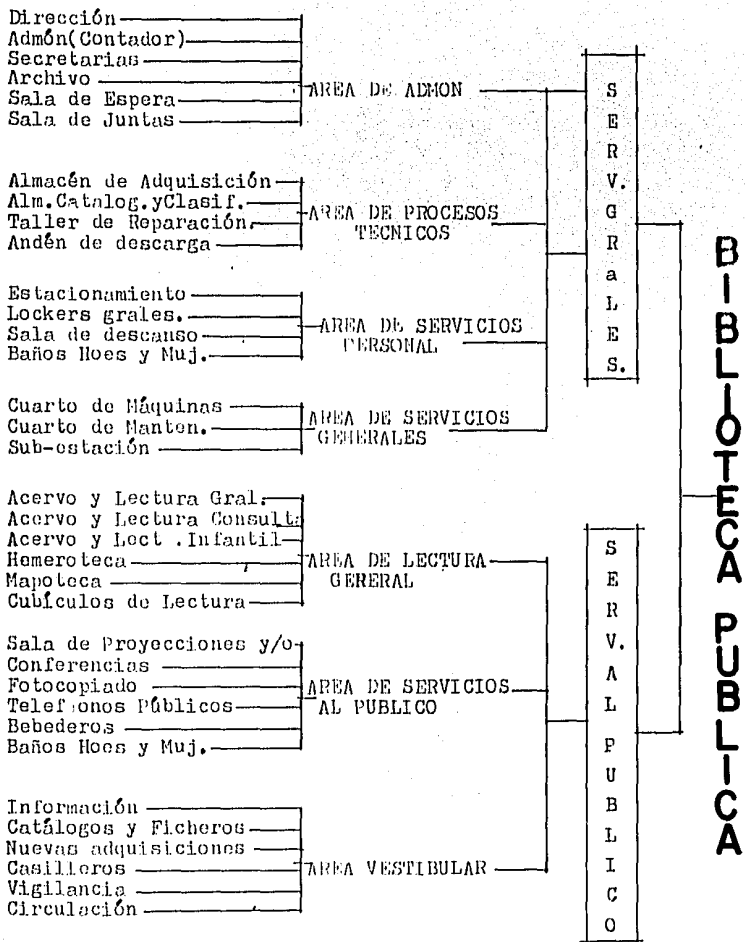 Dirección
Admón(Contador)
Secretarias
Archivo
Sala de Espera
Sala de Juntas
AREA DE ADMON
Almacén de Adquisición
Alm.Catalog.yClasif.
Taller de Reparación.
Andén de descarga
AREA DE PROCESOS
TECNICOS
Estacionamiento
Lockers grales.
Sala de descanso
Baños Hoes y Muj.
AREA DE SERVICIOS
PERSONAL
Cuarto de Máquinas
Cuarto de Manten.
Sub-estación
AREA DE SERVICIOS
GENERALES
SERV. GRaLES.
Acervo y Lectura Gral.
Acervo y Lectura Consulta
Acervo y Lect .Infantil
Hemeroteca
Mapoteca
Cubículos de Lectura
AREA DE LECTURA
GENERAL
Sala de Proyecciones y/o
Conferencias
Fotocopiado
Telefonos Públicos
Bebederos
Baños Hoes y Muj.
AREA DE SERVICIOS
AL PUBLICO
Información
Catálogos y Ficheros
Nuevas adquisiciones
Casilleros
Vigilancia
Circulación
AREA VESTIBULAR
SERV. AL PUBLICO
BIBLIOTECA PUBLICA